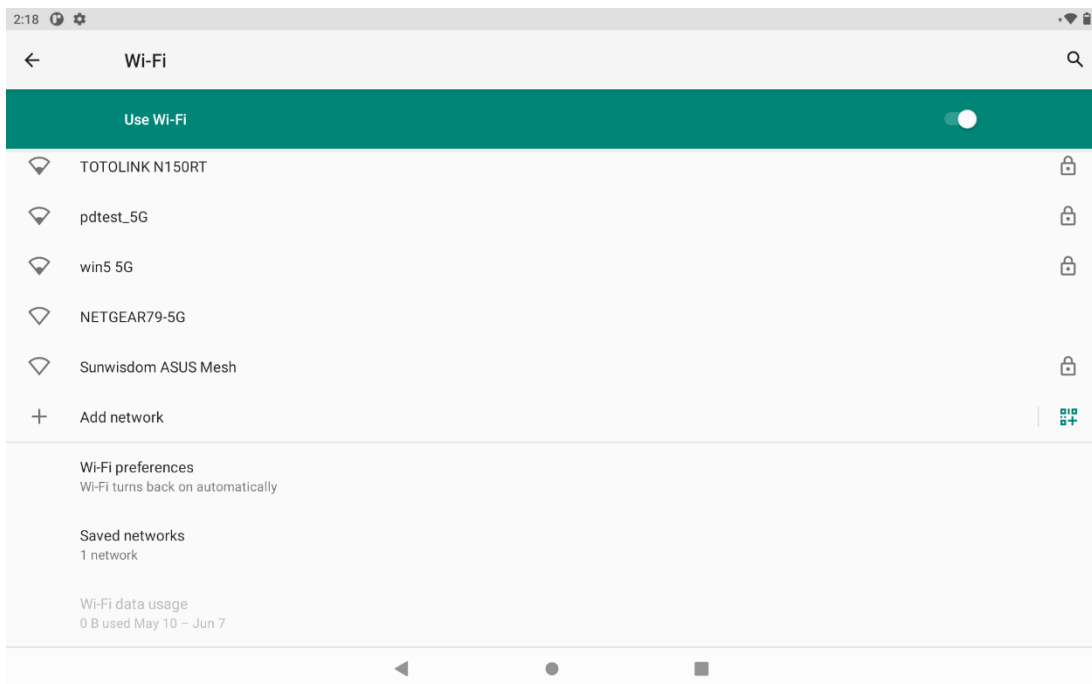 2:18
Wi-Fi
Use Wi-Fi
TOTOLINK N150RT
pdtest_5G
win5 5G
NETGEAR79-5G
Sunwisdom ASUS Mesh
Add network
Wi-Fi preferences
Wi-Fi turns back on automatically
Saved networks
1 network
Wi-Fi data usage
0 B used May 10 – Jun 7